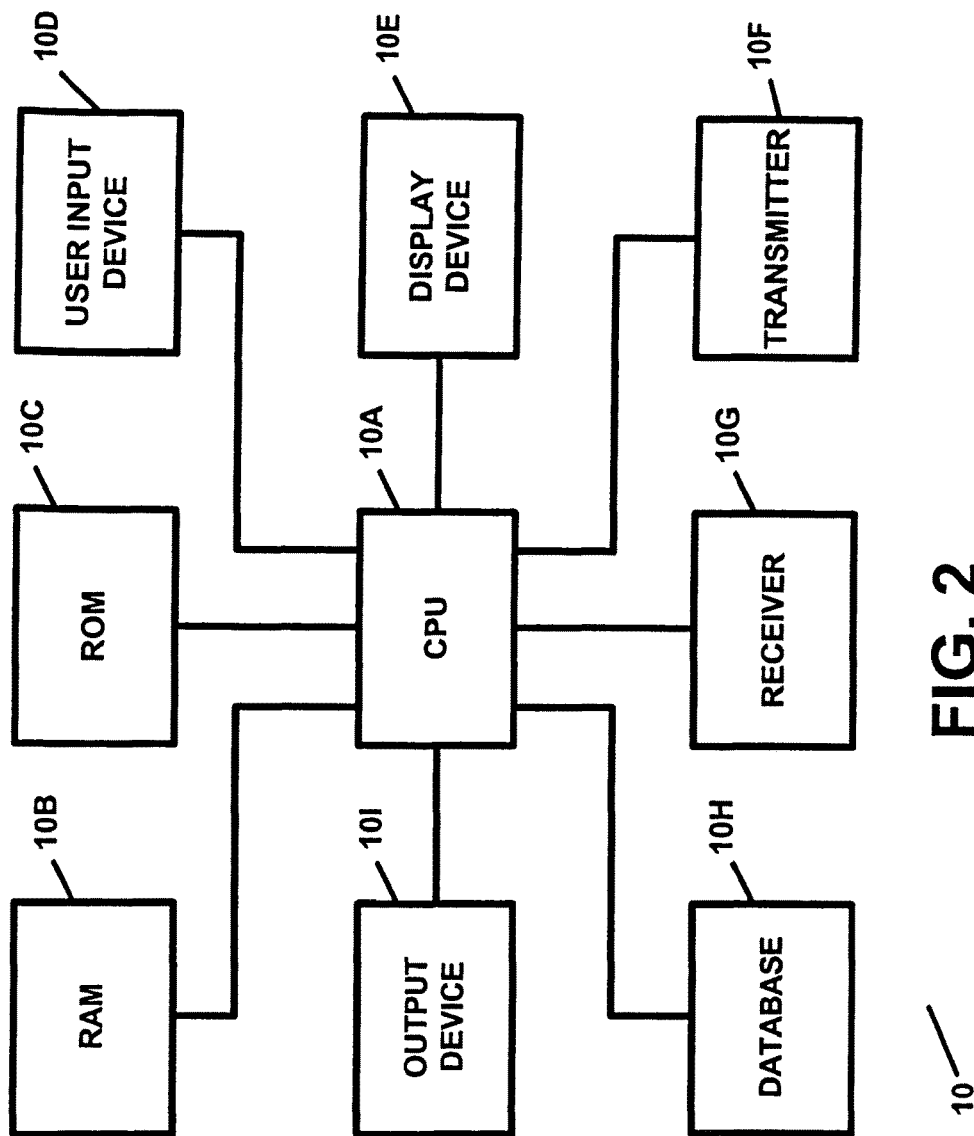 10B
RAM
10C
ROM
10D
USER INPUT
DEVICE
10I
OUTPUT
DEVICE
10A
CPU
10E
DISPLAY
DEVICE
10H
DATABASE
10G
RECEIVER
10F
TRANSMITTER
10
FIG. 2